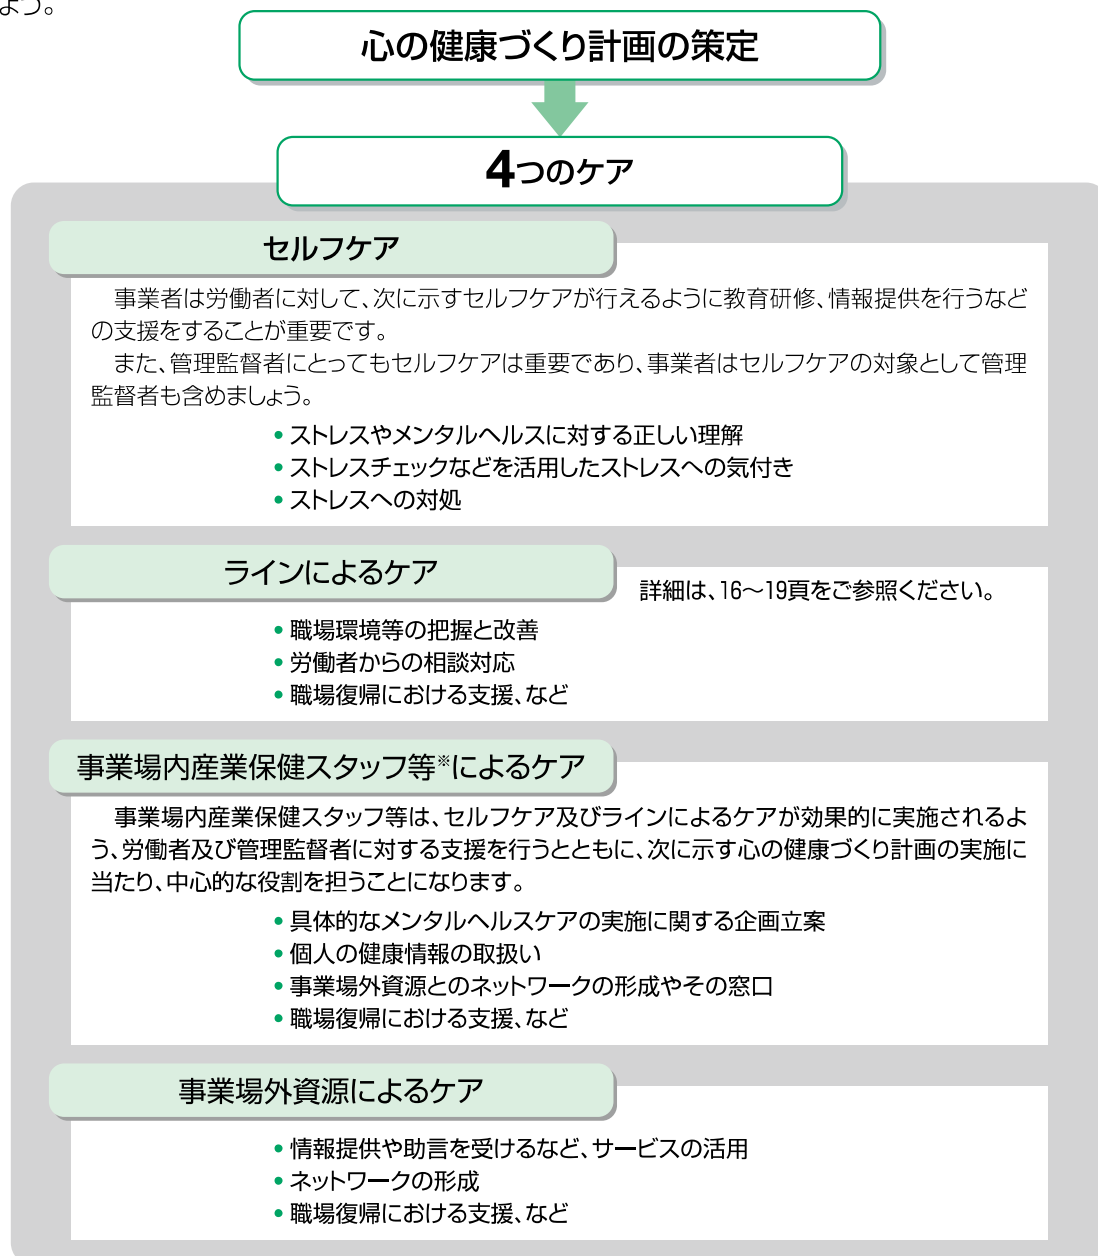 ょう。
心の健康づくり計画の策定
4つのケア
セルフケア
　事業者は労働者に対して、次に示すセルフケアが行えるように教育研修、情報提供を行うなど
の支援をすることが重要です。
　また、管理監督者にとってもセルフケアは重要であり、事業者はセルフケアの対象として管理
監督者も含めましょう。
• ストレスやメンタルヘルスに対する正しい理解
• ストレスチェックなどを活用したストレスへの気付き
• ストレスへの対処
ラインによるケア
詳細は、16〜19頁をご参照ください。
• 職場環境等の把握と改善
• 労働者からの相談対応
• 職場復帰における支援、など
事業場内産業保健スタッフ等※によるケア
　事業場内産業保健スタッフ等は、セルフケア及びラインによるケアが効果的に実施されるよ
う、労働者及び管理監督者に対する支援を行うとともに、次に示す心の健康づくり計画の実施に
当たり、中心的な役割を担うことになります。
• 具体的なメンタルヘルスケアの実施に関する企画立案
• 個人の健康情報の取扱い
• 事業場外資源とのネットワークの形成やその窓口
• 職場復帰における支援、など
事業場外資源によるケア
• 情報提供や助言を受けるなど、サービスの活用
• ネットワークの形成
• 職場復帰における支援、など